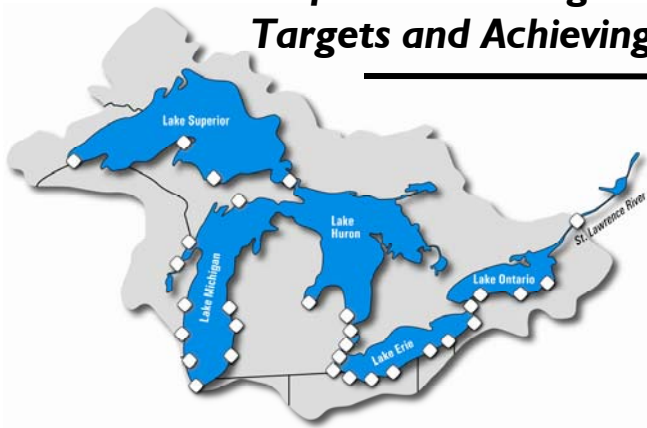 Targets and Achieving
Lake Superior
Lake
Huron
St. Lawrence River
Lake Ontario
Lake Michigan
Lake Erie